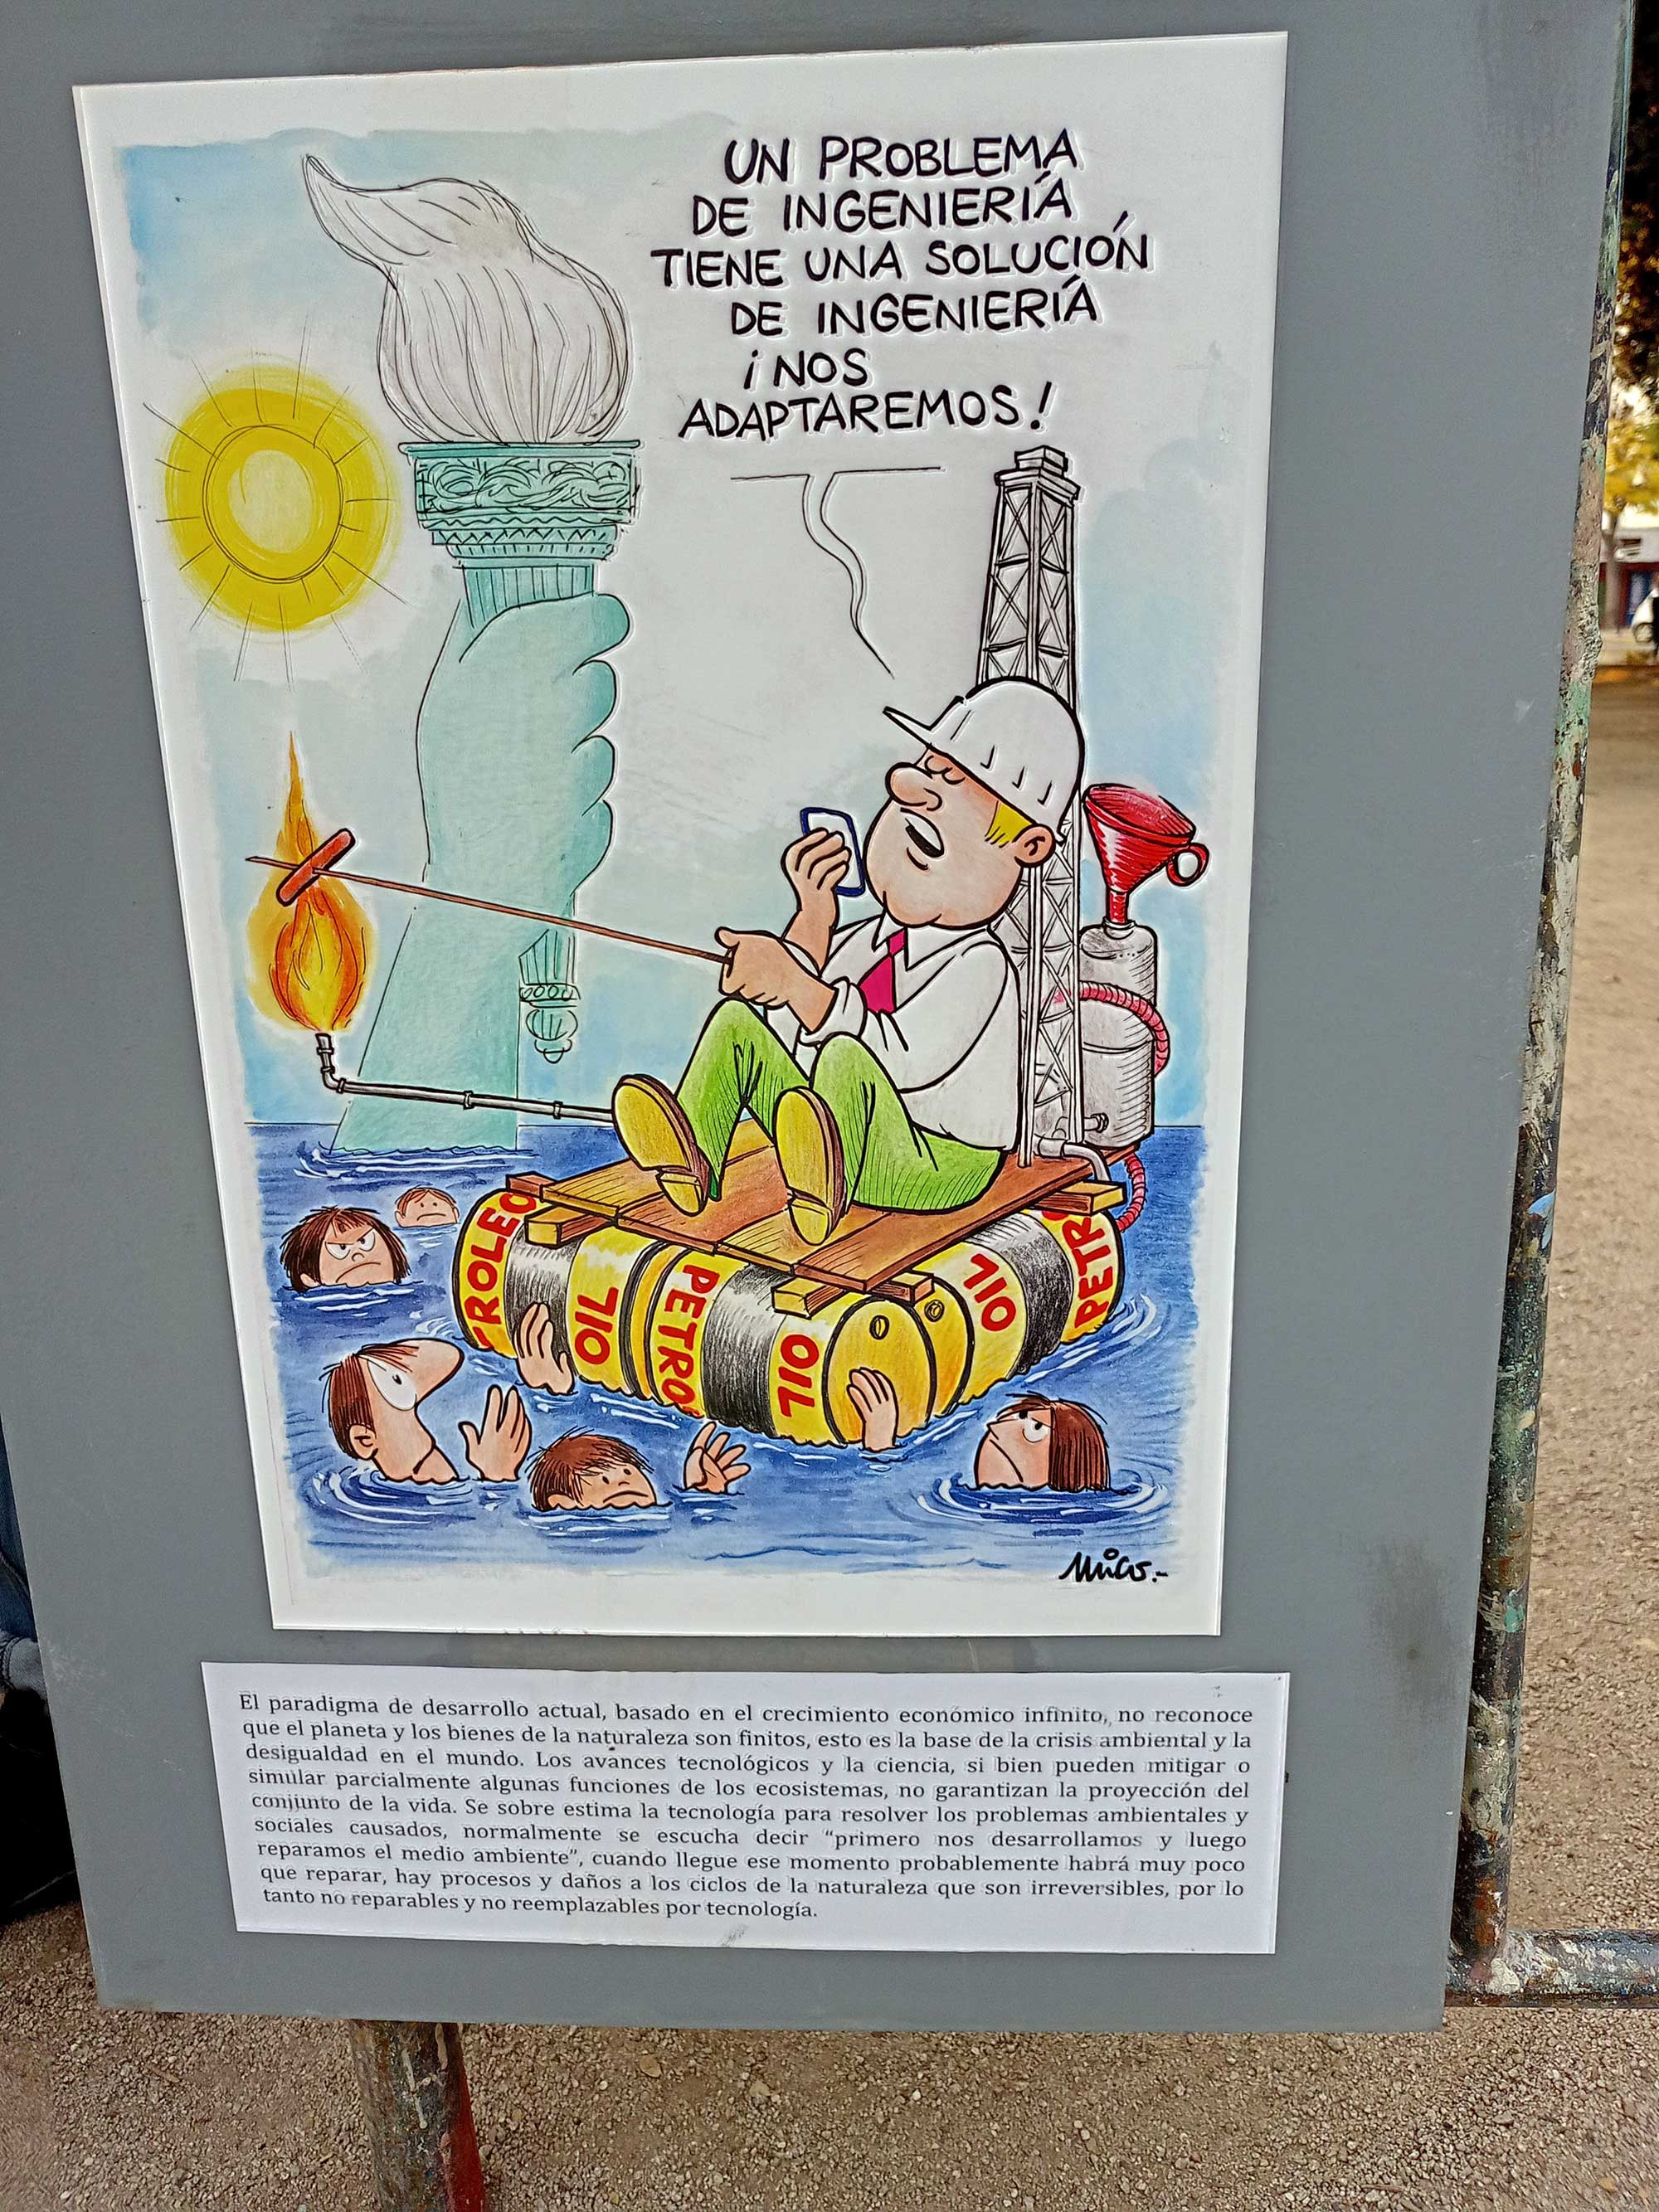 UN PROBLEMA
DE INGENIERÍA
TIENE UNA SOLUCIÓN
DE INGENIERÍA
¡NOS
ADAPTAREMOS!
TROLEO
OIL
PETRO
OIL
OIL
PETR
El paradigma de desarrollo actual, basado en el crecimiento económico infinito, no reconoce
que el planeta y los bienes de la naturaleza son finitos, esto es la base de la crisis ambiental y la
desigualdad en el mundo. Los avances tecnológicos y la ciencia, si bien pueden mitigar o
simular parcialmente algunas funciones de los ecosistemas, no garantizan la proyección del
conjunto de la vida. Se sobre estima la tecnología para resolver los problemas ambientales y
sociales causados, normalmente se escucha decir “primero nos desarrollamos y luego
reparamos el medio ambiente”, cuando llegue ese momento probablemente habrá muy poco
que reparar, hay procesos y daños a los ciclos de la naturaleza que son irreversibles, por lo
tanto no reparables y no reemplazables por tecnología.